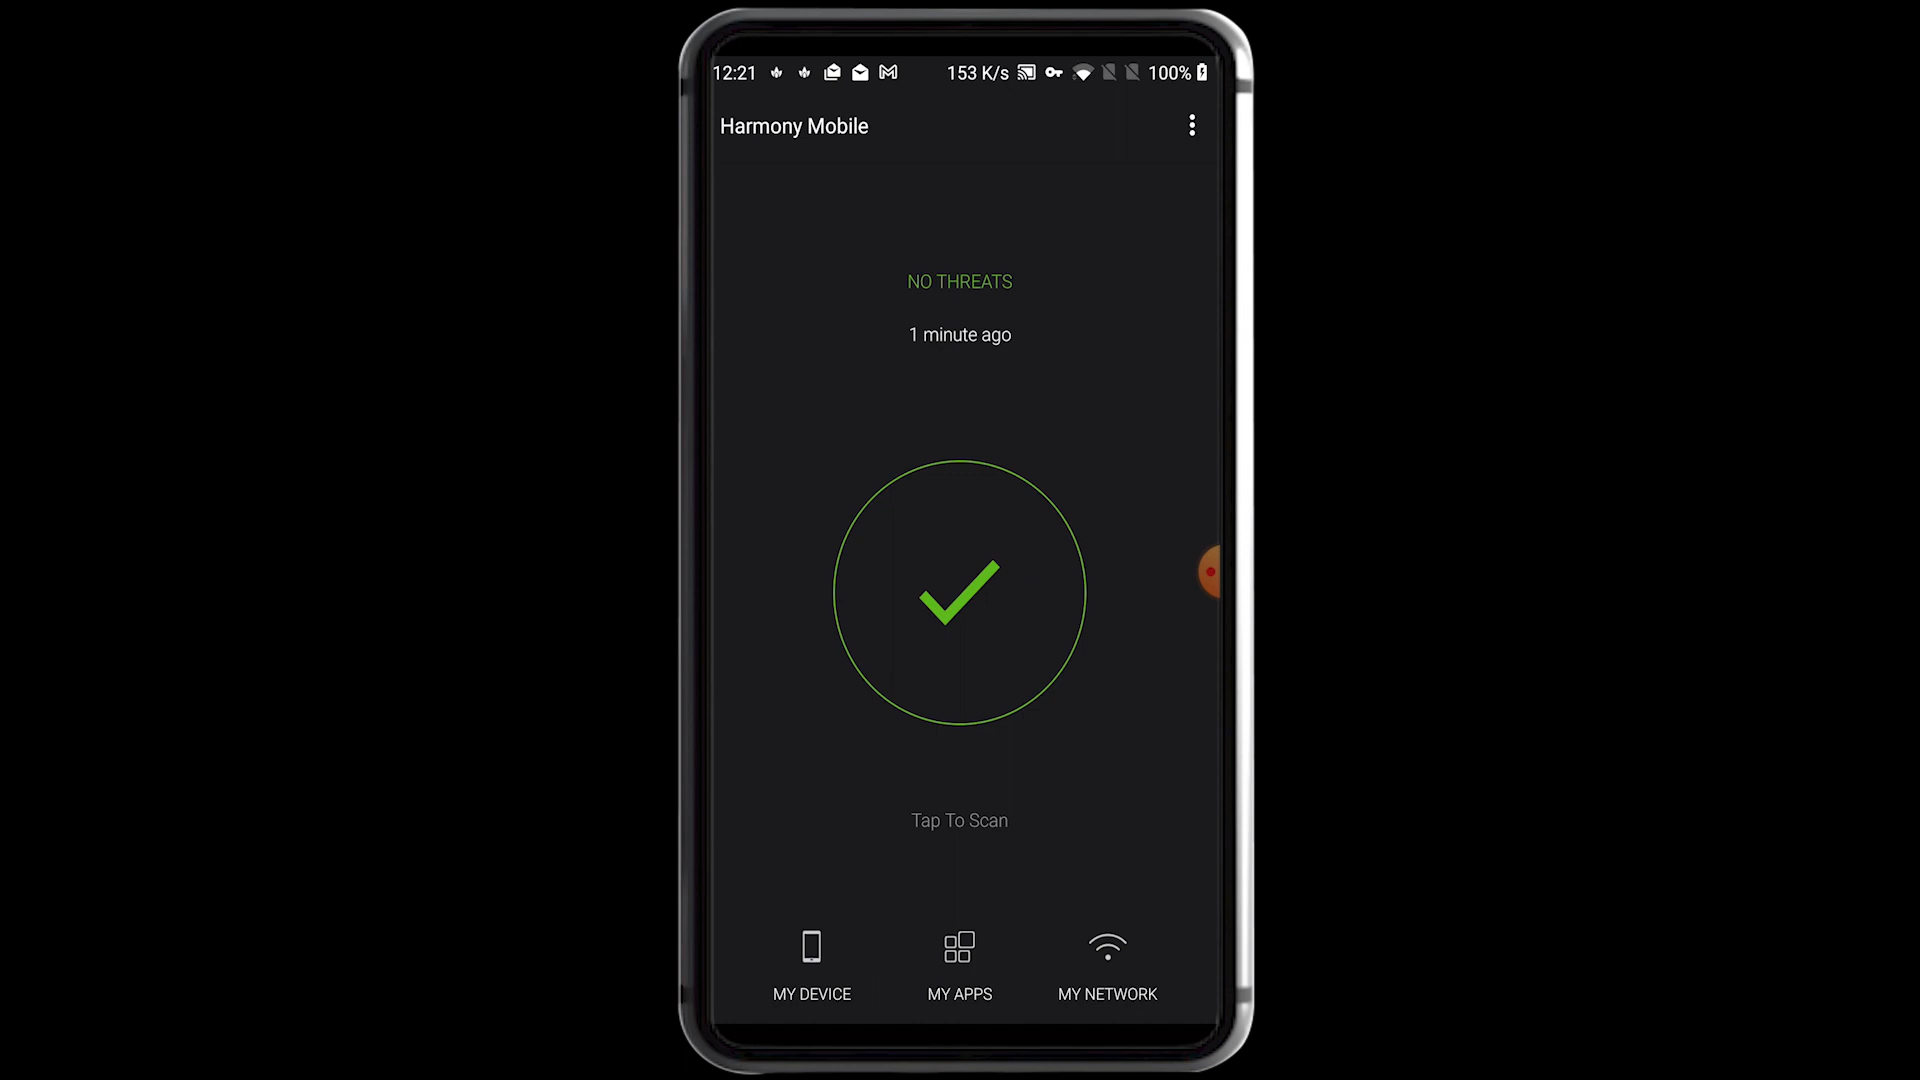 12:21 153 K/s 100%
Harmony Mobile
NO THREATS
1 minute ago
Tap To Scan
MY DEVICE MY APPS MY NETWORK